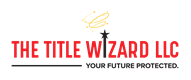 THE TITLE WIZARD LLC
YOUR FUTURE PROTECTED.